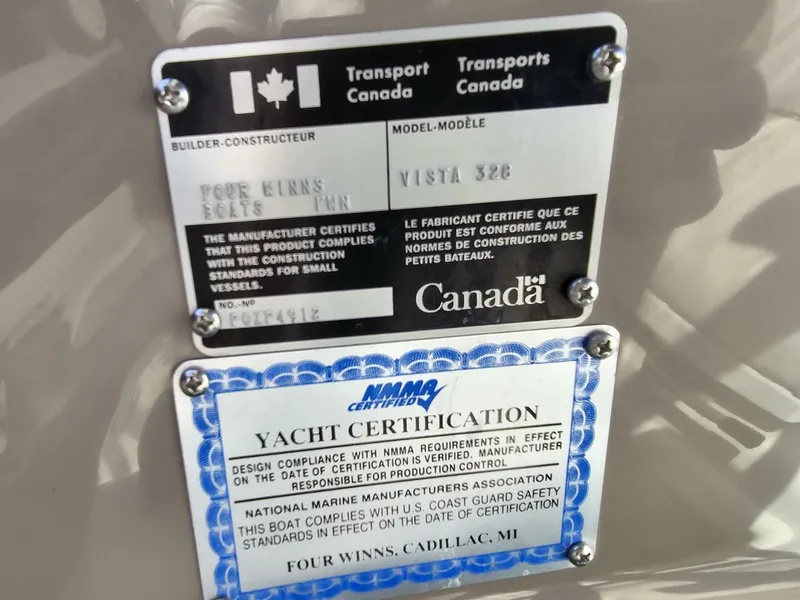 Transport Canada
Transports Canada
BUILDER-CONSTRUCTEUR
FOUR WINNS
BOATS FWN
MODEL-MODÈLE
VISTA 328
THE MANUFACTURER CERTIFIES
THAT THIS PRODUCT COMPLIES
WITH THE CONSTRUCTION
STANDARDS FOR SMALL
VESSELS.
LE FABRICANT CERTIFIE QUE CE
PRODUIT EST CONFORME AUX
NORMES DE CONSTRUCTION DES
PETITS BATEAUX.
NO.-Nº
Canada
NMMA
CERTIFIED
YACHT CERTIFICATION
DESIGN COMPLIANCE WITH NMMA REQUIREMENTS IN EFFECT
ON THE DATE OF CERTIFICATION IS VERIFIED. MANUFACTURER
RESPONSIBLE FOR PRODUCTION CONTROL
NATIONAL MARINE MANUFACTURERS ASSOCIATION
THIS BOAT COMPLIES WITH U.S. COAST GUARD SAFETY
STANDARDS IN EFFECT ON THE DATE OF CERTIFICATION
FOUR WINNS, CADILLAC, MI